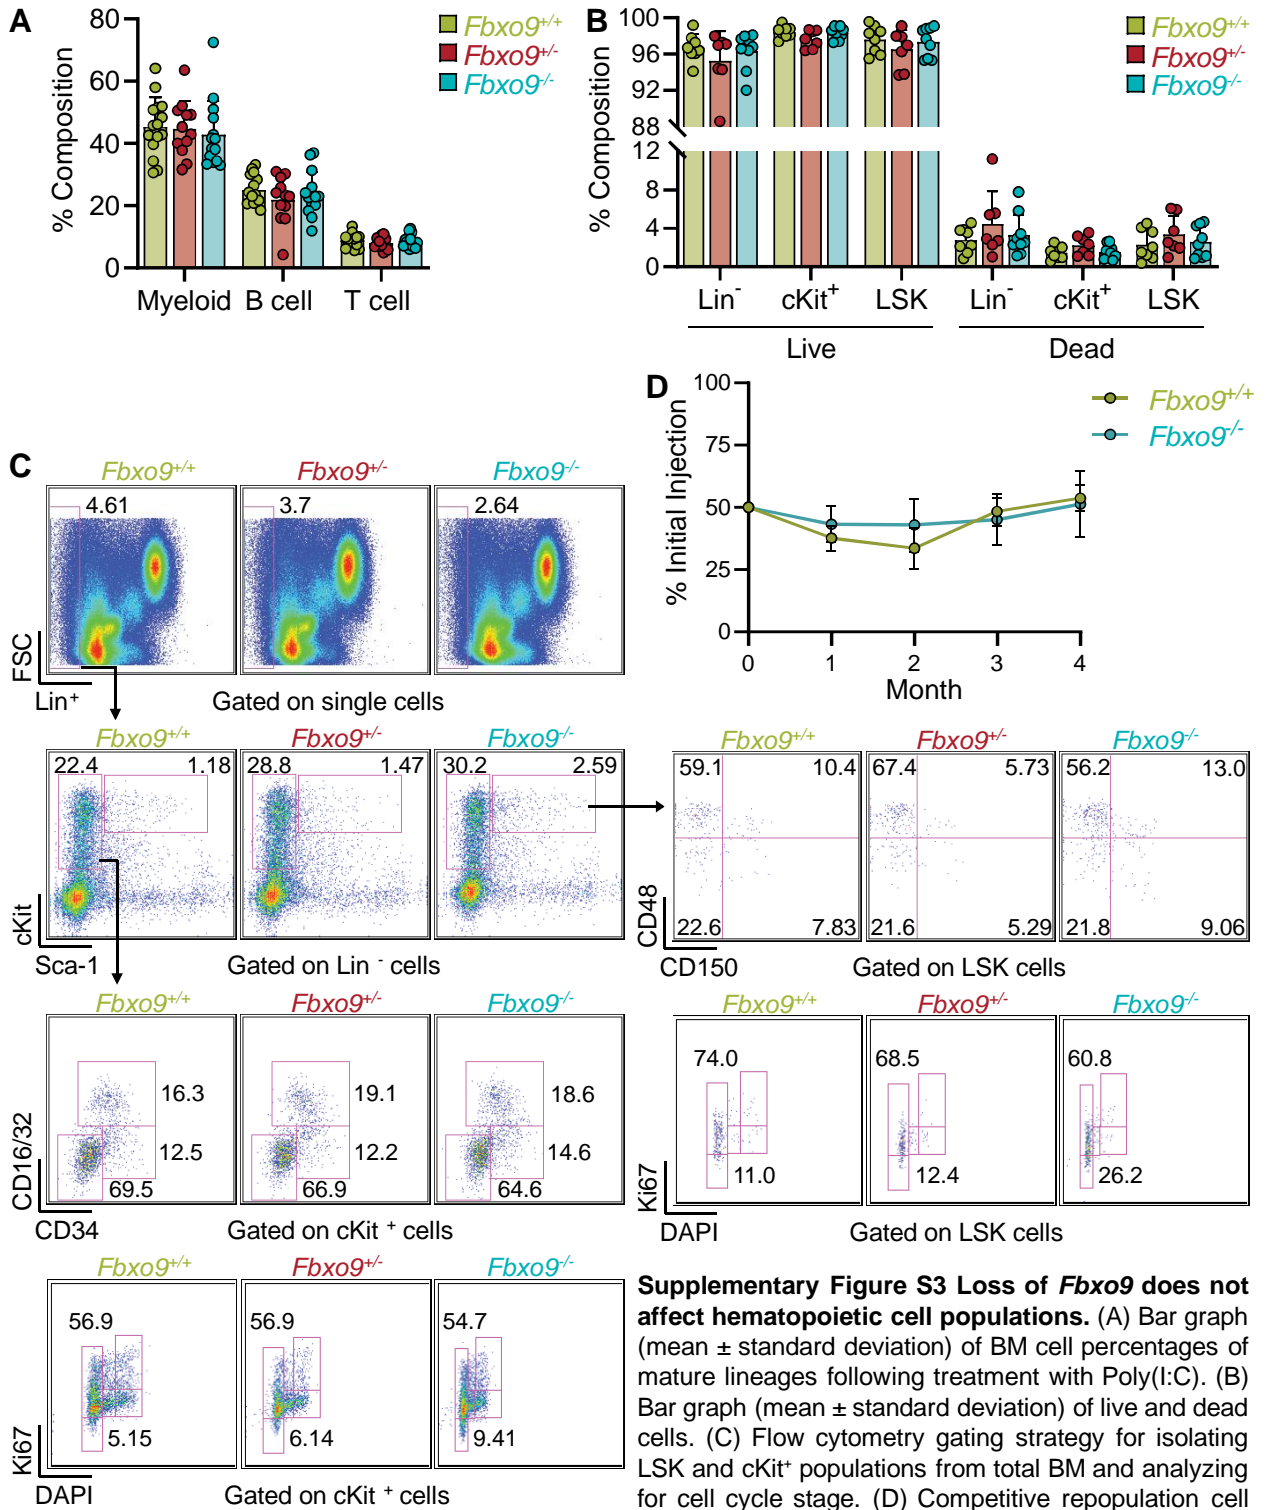 A
% Composition
80
60
40
20
0
Myeloid B cell T cell
Fbxo9+/+
Fbxo9+/-
Fbxo9-/-
B
% Composition
100
96
92
88
12
8
4
0
Lin- cKit+ LSK Lin- cKit+ LSK
Live Dead
Fbxo9+/+
Fbxo9+/-
Fbxo9-/-
D
% Initial Injection
100
75
50
25
0
0 1 2 3 4
Month
Fbxo9+/+
Fbxo9-/-
C
Fbxo9+/+ Fbxo9+/- Fbxo9-/-
4.61 3.7 2.64
FSC
Lin+ Gated on single cells
Fbxo9+/+ Fbxo9+/- Fbxo9-/-
22.4 1.18 28.8 1.47 30.2 2.59
cKit
Sca-1 Gated on Lin - cells
Fbxo9+/+ Fbxo9+/- Fbxo9-/-
59.1 10.4 67.4 5.73 56.2 13.0
22.6 7.83 21.6 5.29 21.8 9.06
CD48
CD150 Gated on LSK cells
Fbxo9+/+ Fbxo9+/- Fbxo9-/-
16.3 19.1 18.6
12.5 12.2 14.6
69.5 66.9 64.6
CD16/32
CD34 Gated on cKit + cells
Fbxo9+/+ Fbxo9+/- Fbxo9-/-
74.0 68.5 60.8
11.0 12.4 26.2
Ki67
DAPI Gated on LSK cells
Fbxo9+/+ Fbxo9+/- Fbxo9-/-
56.9 56.9 54.7
5.15 6.14 9.41
Ki67
DAPI Gated on cKit + cells
Supplementary Figure S3 Loss of Fbxo9 does not
affect hematopoietic cell populations. (A) Bar graph
(mean ± standard deviation) of BM cell percentages of
mature lineages following treatment with Poly(I:C). (B)
Bar graph (mean ± standard deviation) of live and dead
cells. (C) Flow cytometry gating strategy for isolating
LSK and cKit+ populations from total BM and analyzing
for cell cycle stage. (D) Competitive repopulation cell